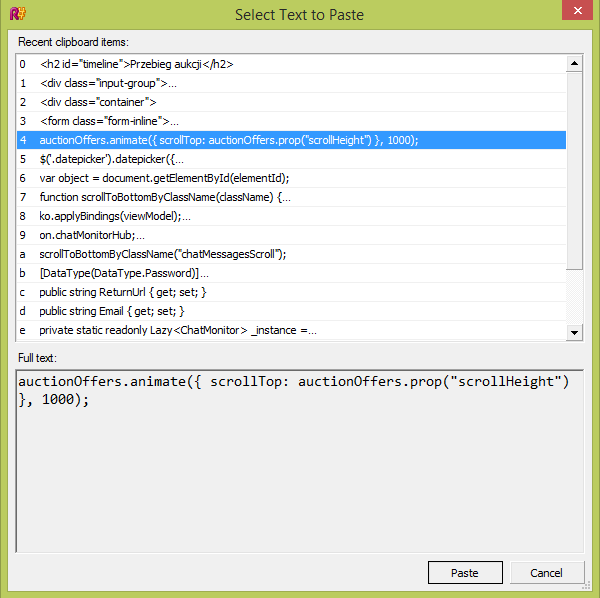 R#
Select Text to Paste
Recent clipboard items:
0 <h2 id="timeline">Przebieg aukcji</h2>
1 <div class="input-group">...
2 <div class="container">
3 <form class="form-inline">...
4 auctionOffers.animate({ scrollTop: auctionOffers.prop("scrollHeight") }, 1000);
5 $('.datepicker').datepicker({...
6 var object = document.getElementById(elementId);
7 function scrollToBottomByClassName(className) {...
8 ko.applyBindings(viewModel);...
9 on.chatMonitorHub;...
a scrollToBottomByClassName("chatMessagesScroll");
b [DataType(DataType.Password)]...
c public string ReturnUrl { get; set; }
d public string Email { get; set; }
e private static readonly Lazy<ChatMonitor> _instance =...
Full text:
auctionOffers.animate({ scrollTop: auctionOffers.prop("scrollHeight")
}, 1000);
Paste Cancel